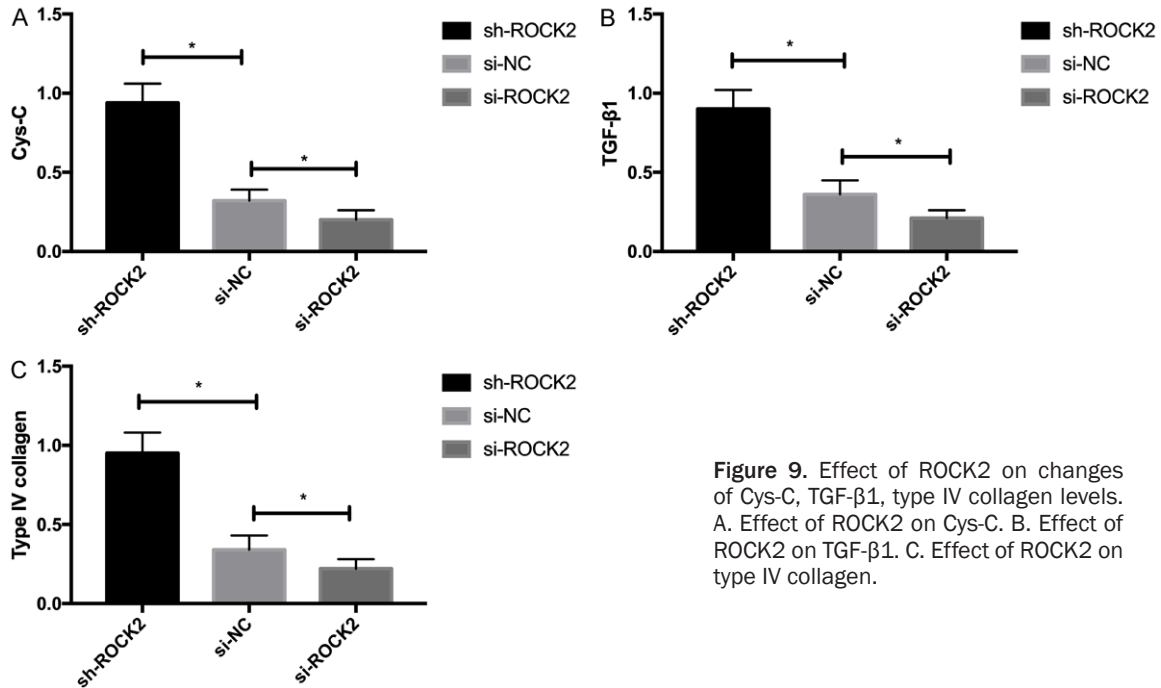 A
1.5
1.0
0.5
0.0
Cys-C
*
*
sh-ROCK2
si-NC
si-ROCK2
sh-ROCK2
si-NC
si-ROCK2
B
1.5
1.0
0.5
0.0
TGF-β1
*
*
sh-ROCK2
si-NC
si-ROCK2
sh-ROCK2
si-NC
si-ROCK2
C
1.5
1.0
0.5
0.0
Type IV collagen
*
*
sh-ROCK2
si-NC
si-ROCK2
sh-ROCK2
si-NC
si-ROCK2
Figure 9. Effect of ROCK2 on changes
of Cys-C, TGF-β1, type IV collagen levels.
A. Effect of ROCK2 on Cys-C. B. Effect of
ROCK2 on TGF-β1. C. Effect of ROCK2 on
type IV collagen.